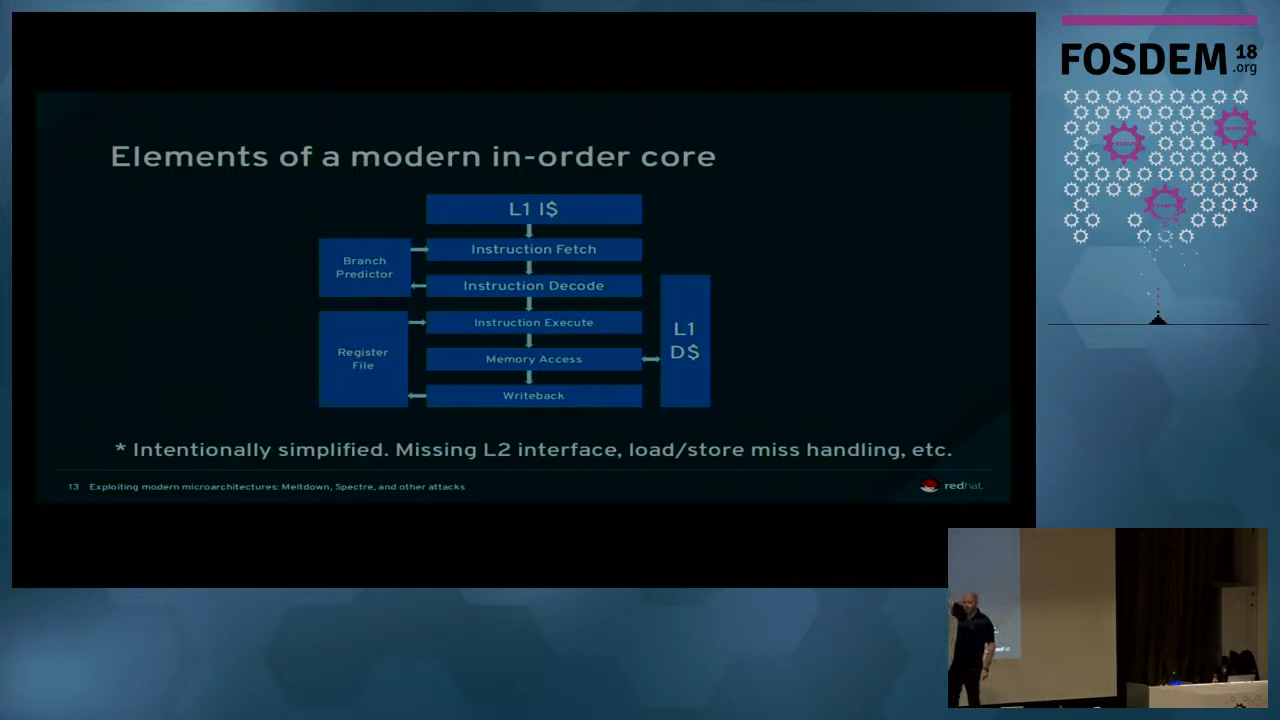 FOSDEM 18
.org
Elements of a modern in-order core
L1 I$
Instruction Fetch
Branch
Predictor
Instruction Decode
Instruction Execute
L1
D$
Register
File
Memory Access
Writeback
* Intentionally simplified. Missing L2 interface, load/store miss handling, etc.
13 Exploiting modern microarchitectures: Meltdown, Spectre, and other attacks
redhat.